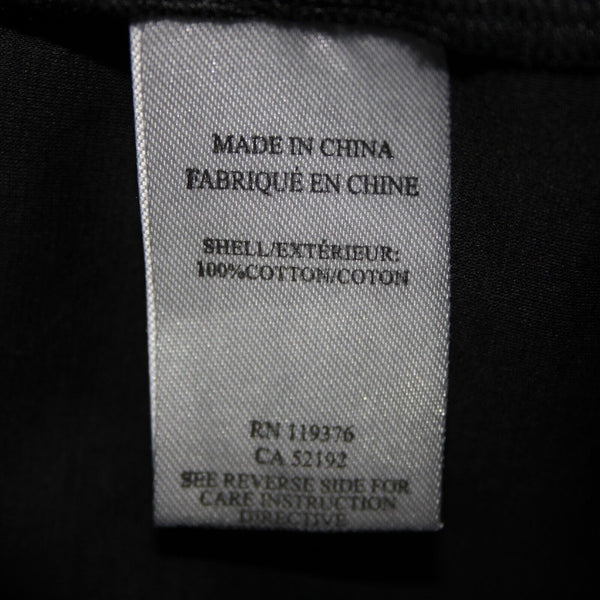 MADE IN CHINA
FABRIQUÉ EN CHINE
SHELL/EXTÉRIEUR:
100%COTTON/COTON
RN 119376
CA 52192
SEE REVERSE SIDE FOR
CARE INSTRUCTION
DIRECTIVE